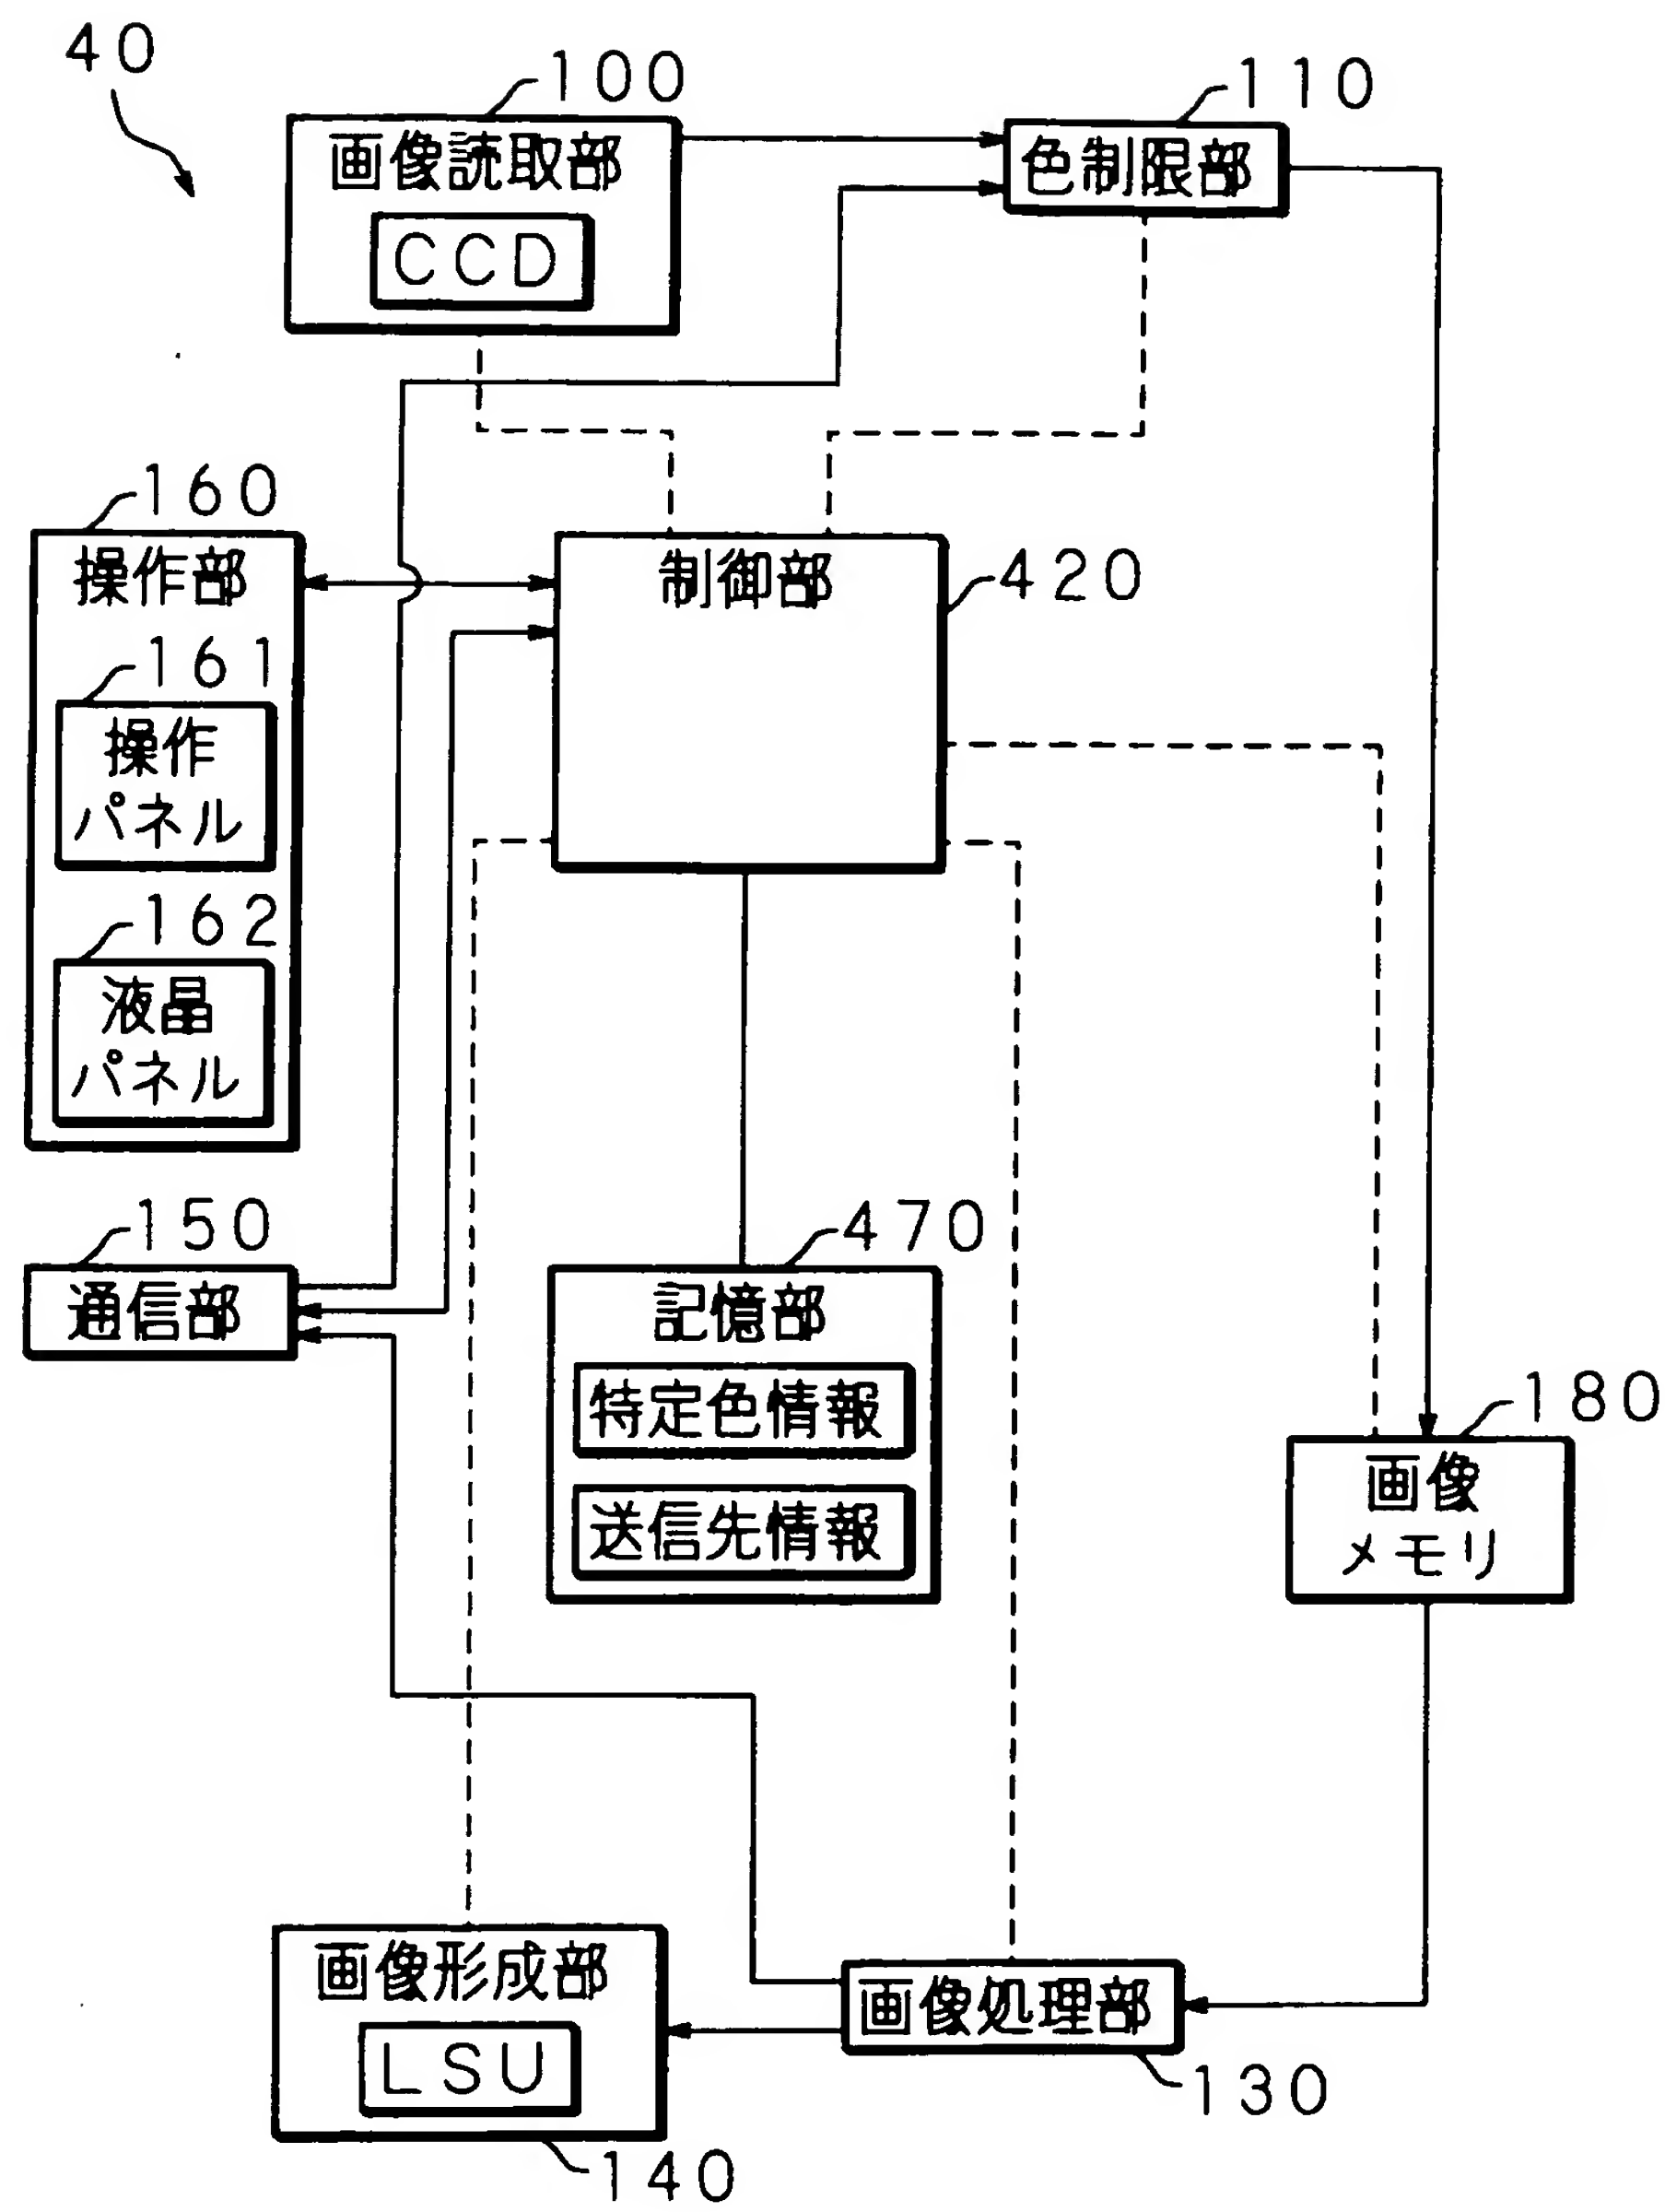 40
100
画像読取部
CCD
110
色制限部
160
操作部
161
操作
パネル
162
液晶
パネル
制御部
420
150
通信部
470
記憶部
特定色情報
送信先情報
180
画像
メモリ
画像形成部
LSU
140
画像処理部
130